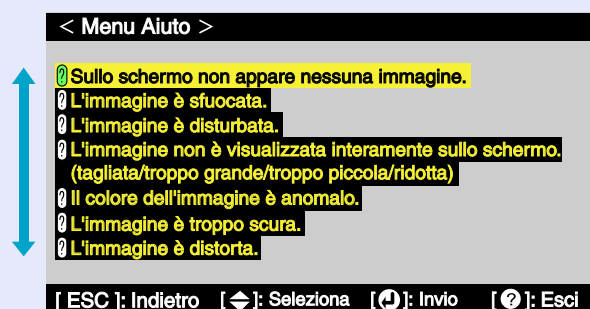 < Menu Aiuto >
Sullo schermo non appare nessuna immagine.
L'immagine è sfuocata.
L'immagine è disturbata.
L'immagine non è visualizzata interamente sullo schermo.
(tagliata/troppo grande/troppo piccola/ridotta)
Il colore dell'immagine è anomalo.
L'immagine è troppo scura.
L'immagine è distorta.
[ ESC ]: Indietro [ ]: Seleziona [ ]: Invio [ ? ]: Esci